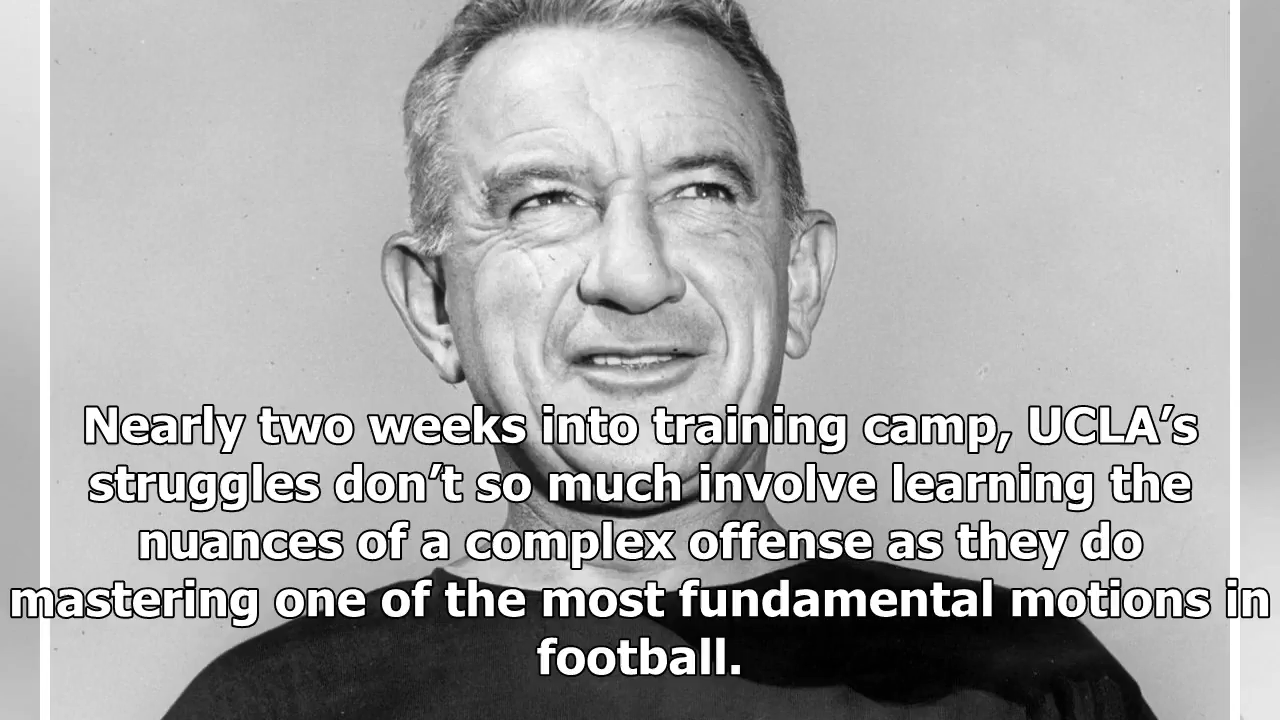 Nearly two weeks into training camp, UCLA’s
struggles don’t so much involve learning the
nuances of a complex offense as they do
mastering one of the most fundamental motions in
football.